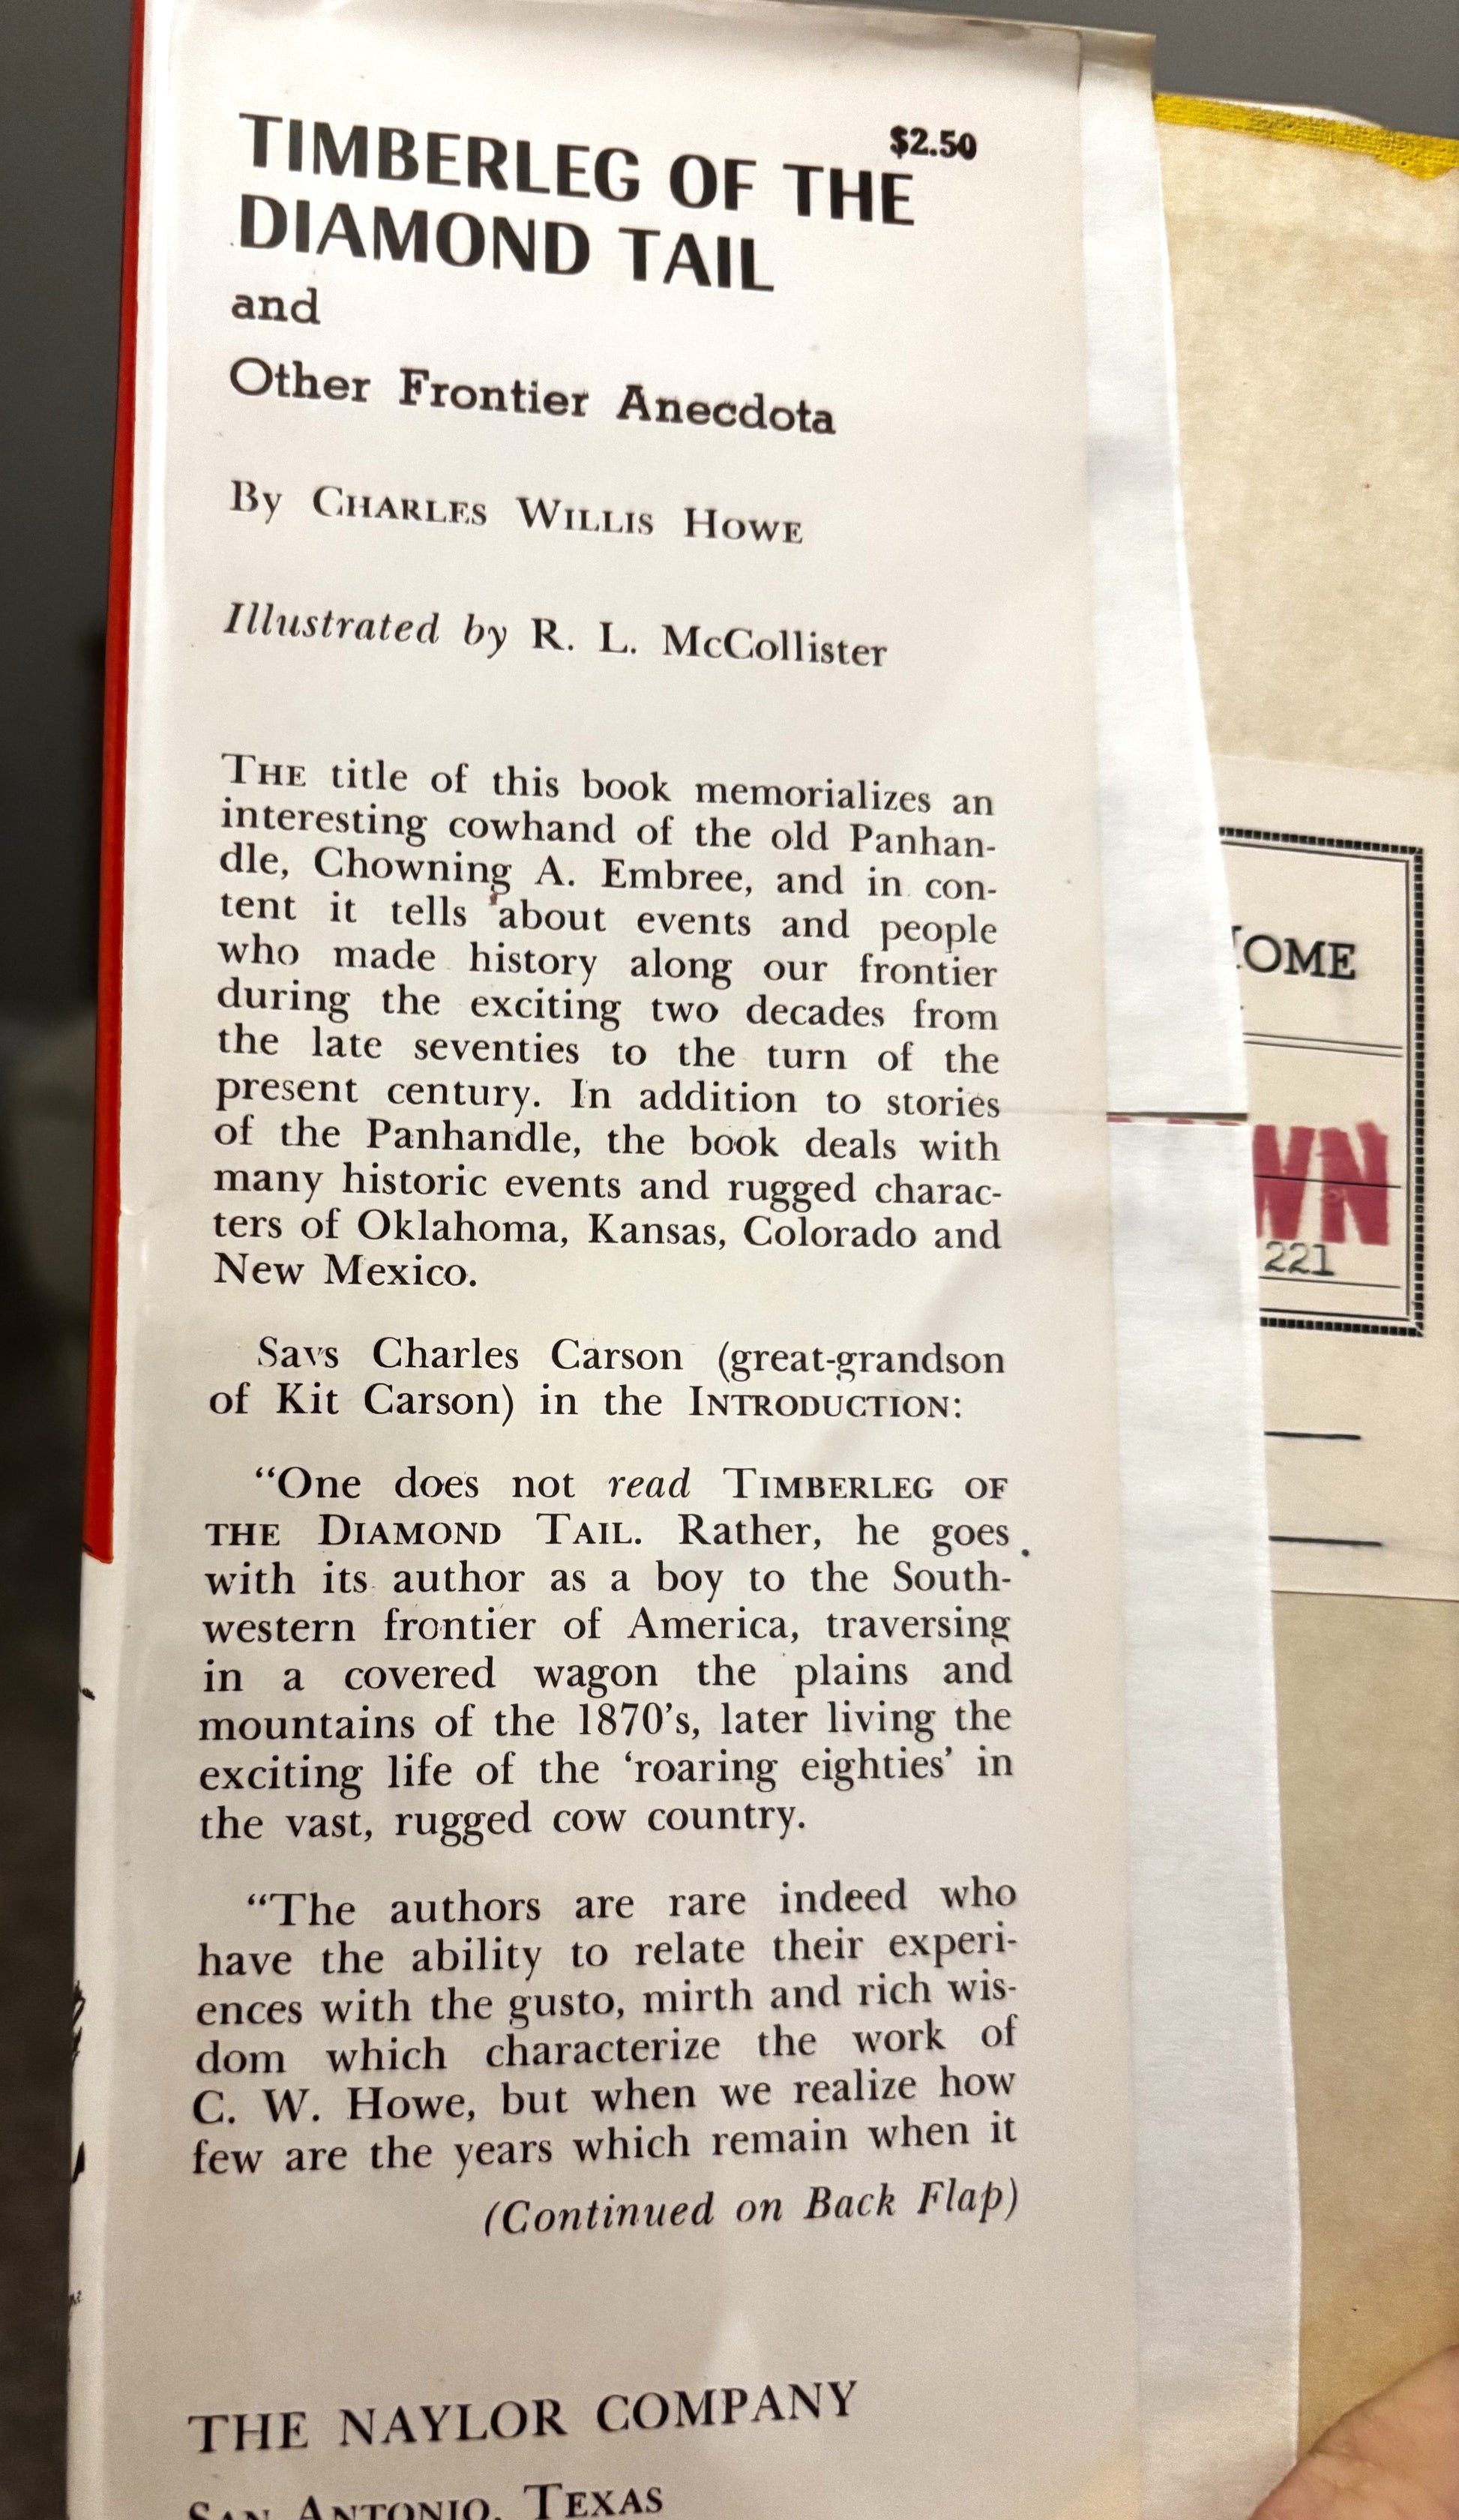 $2.50
TIMBERLEG OF THE
DIAMOND TAIL
and
Other Frontier Anecdota
By CHARLES WILLIS HOWE
Illustrated by R. L. McCollister
THE title of this book memorializes an
interesting cowhand of the old Panhan-
dle, Chowning A. Embree, and in con-
tent it tells about events and people
who made history along our frontier
during the exciting two decades from
the late seventies to the turn of the
present century. In addition to stories
of the Panhandle, the book deals with
many historic events and rugged charac-
ters of Oklahoma, Kansas, Colorado and
New Mexico.
Says Charles Carson (great-grandson
of Kit Carson) in the INTRODUCTION:
“One does not read TIMBERLEG OF
THE DIAMOND TAIL. Rather, he goes
with its author as a boy to the South-
western frontier of America, traversing
in a covered wagon the plains and
mountains of the 1870’s, later living the
exciting life of the ‘roaring eighties’ in
the vast, rugged cow country.
“The authors are rare indeed who
have the ability to relate their experi-
ences with the gusto, mirth and rich wis-
dom which characterize the work of
C. W. Howe, but when we realize how
few are the years which remain when it
(Continued on Back Flap)
THE NAYLOR COMPANY
SAN ANTONIO, TEXAS
OME
WN
221